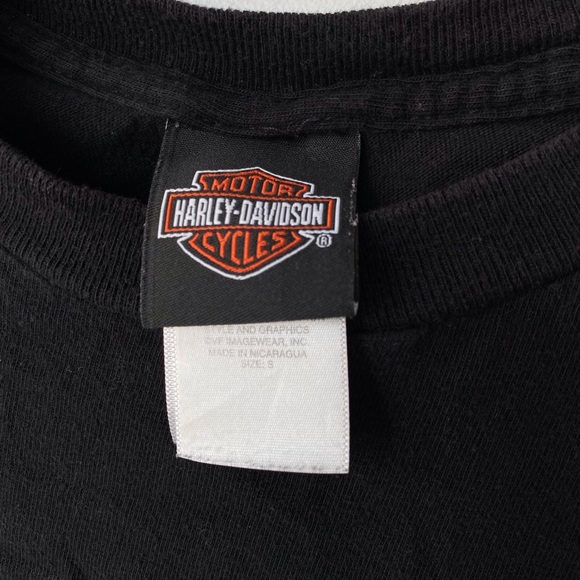 MOTOR
HARLEY-DAVIDSON
CYCLES ®
STYLE AND GRAPHICS
©VF IMAGEWEAR, INC.
MADE IN NICARAGUA
SIZE: S